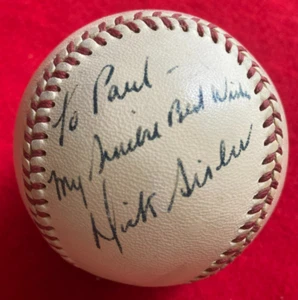 To Paul -
My Sincere Best Wishes
Dick Sisler